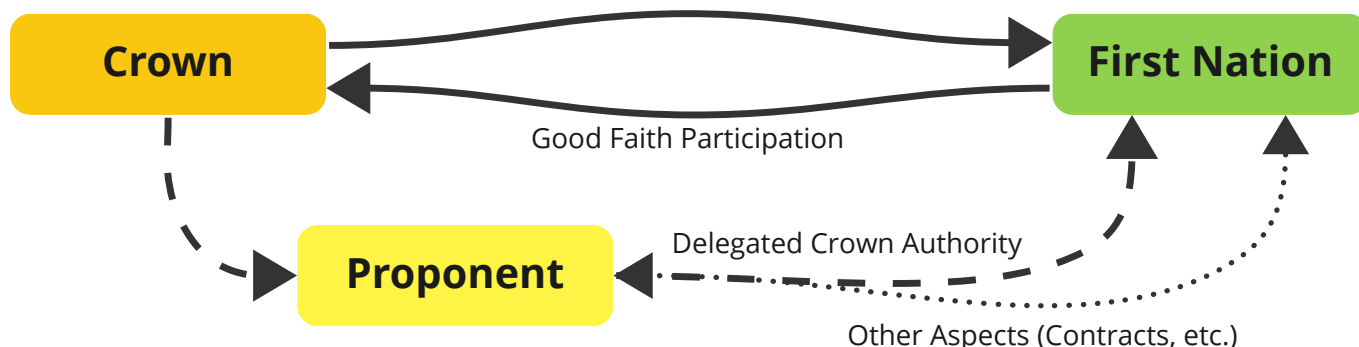 Crown
First Nation
Good Faith Participation
Delegated Crown Authority
Proponent
Other Aspects (Contracts, etc.)